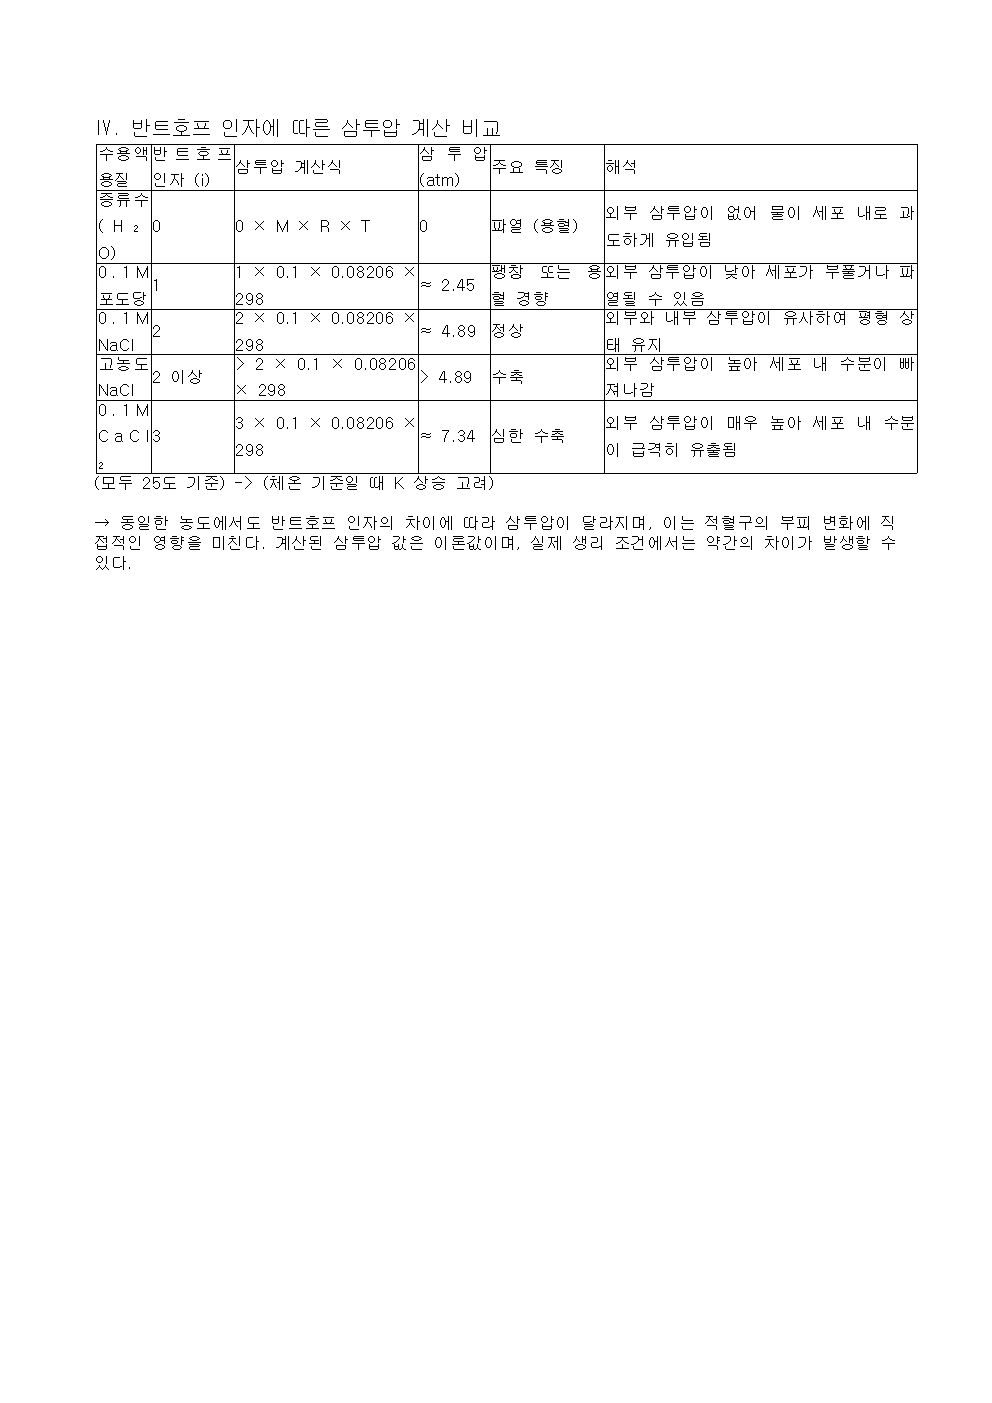 IV. 반트호프 인자에 따른 삼투압 계산 비교
수용액 용질 반트호프 인자 (i) 삼투압 계산식 삼투압 (atm) 주요 특징 해석
증류수 (H₂O) 0 0 × M × R × T 0 파열 (용혈) 외부 삼투압이 없어 물이 세포 내로 과도하게 유입됨
0.1M 포도당 1 1 × 0.1 × 0.08206 × 298 ≈ 2.45 팽창 또는 용혈 경향 외부 삼투압이 낮아 세포가 부풀거나 파열될 수 있음
0.1M NaCl 2 2 × 0.1 × 0.08206 × 298 ≈ 4.89 정상 외부와 내부 삼투압이 유사하여 평형 상태 유지
고농도 NaCl 2 이상 > 2 × 0.1 × 0.08206 × 298 > 4.89 수축 외부 삼투압이 높아 세포 내 수분이 빠져나감
0.1M CaCl₂ 3 3 × 0.1 × 0.08206 × 298 ≈ 7.34 심한 수축 외부 삼투압이 매우 높아 세포 내 수분이 급격히 유출됨
(모두 25도 기준) -> (체온 기준일 때 K 상승 고려)
→ 동일한 농도에서도 반트호프 인자의 차이에 따라 삼투압이 달라지며, 이는 적혈구의 부피 변화에 직
접적인 영향을 미친다. 계산된 삼투압 값은 이론값이며, 실제 생리 조건에서는 약간의 차이가 발생할 수
있다.